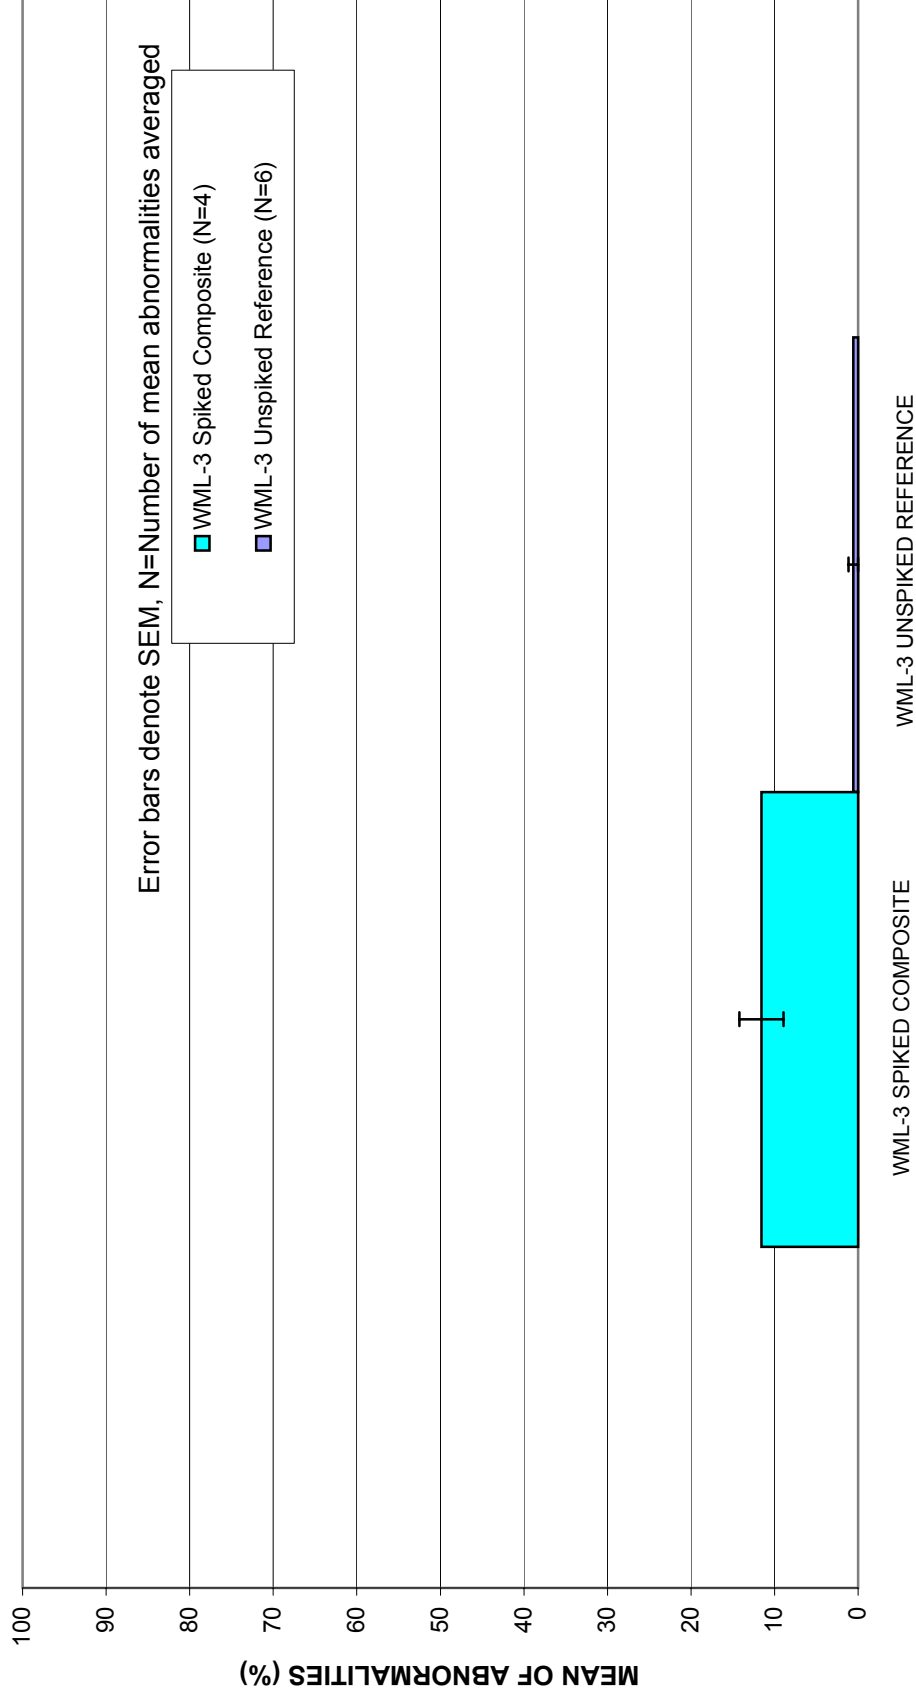 Error bars denote SEM, N=Number of mean abnormalities averaged
WML-3 Spiked Composite (N=4)
WML-3 Unspiked Reference (N=6)
MEAN OF ABNORMALITIES (%)
100
90
80
70
60
50
40
30
20
10
0
WML-3 SPIKED COMPOSITE
WML-3 UNSPIKED REFERENCE